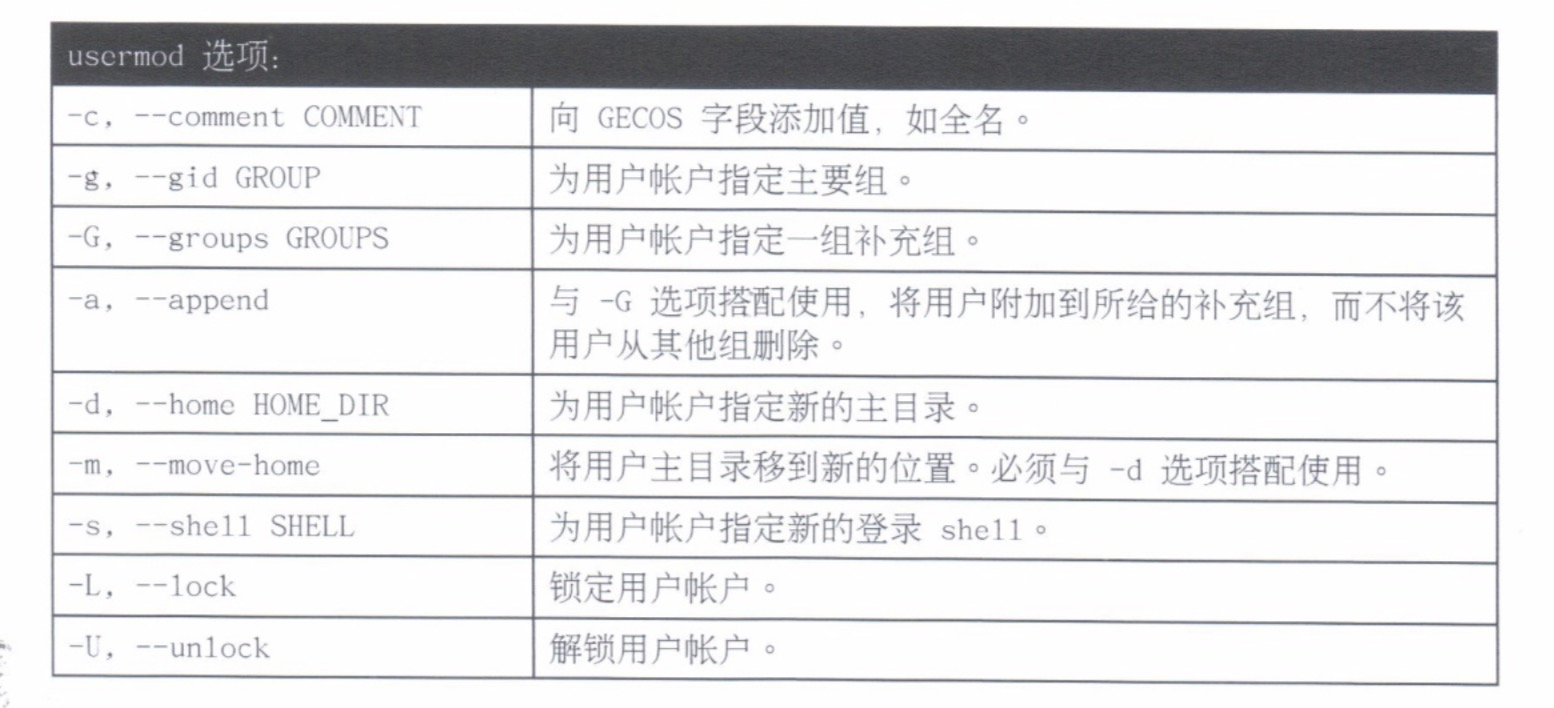 usermod 选项:
-c, --comment COMMENT 向 GECOS 字段添加值, 如全名。
-g, --gid GROUP 为用户帐户指定主要组。
-G, --groups GROUPS 为用户帐户指定一组补充组。
-a, --append 与 -G 选项搭配使用, 将用户附加到所给的补充组, 而不将该
用户从其他组删除。
-d, --home HOME_DIR 为用户帐户指定新的主目录。
-m, --move-home 将用户主目录移到新的位置。必须与 -d 选项搭配使用。
-s, --shell SHELL 为用户帐户指定新的登录 shell。
-L, --lock 锁定用户帐户。
-U, --unlock 解锁用户帐户。